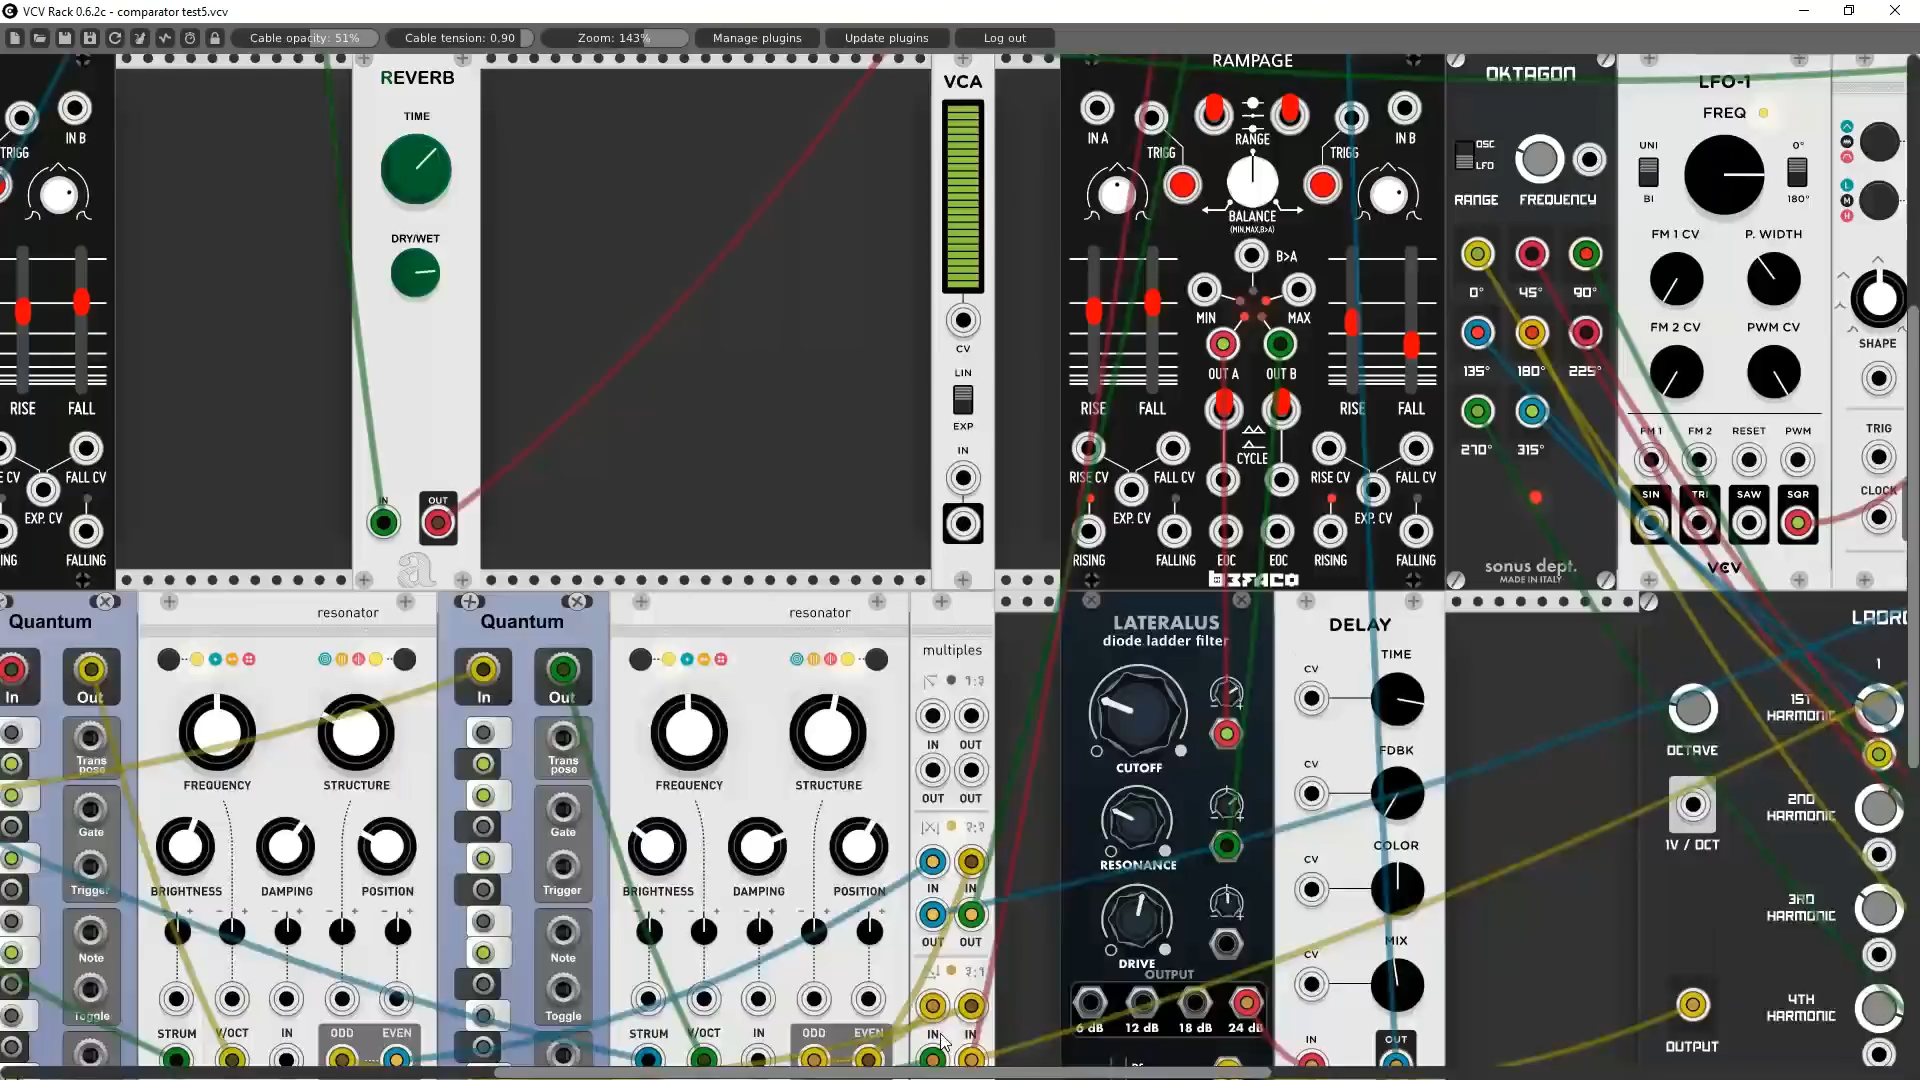 VCV Rack 0.6.2c - comparator test5.vcv
Cable opacity: 51%
Cable tension: 0.90
Zoom: 143%
Manage plugins
Update plugins
Log out
IN B
TRIGG
RISE
FALL
E CV
FALL CV
EXP. CV
ING
FALLING
REVERB
TIME
DRY/WET
IN
OUT
a
VCA
CV
LIN
EXP
IN
RAMPAGE
IN A
RANGE
IN B
TRIGG
TRIGG
BALANCE
(MIN,MAX,B>A)
B>A
MIN
MAX
OUT A
OUT B
RISE
FALL
RISE
FALL
CYCLE
RISE CV
FALL CV
RISE CV
FALL CV
EXP. CV
EXP. CV
RISING
FALLING
EOC
EOC
RISING
FALLING
OKTAGON
OSC
LFO
RANGE
FREQUENCY
0°
45°
90°
135°
180°
225°
270°
315°
sonus dept.
MADE IN ITALY
LFO-1
FREQ
UNI
BI
0°
180°
FM 1 CV
P. WIDTH
FM 2 CV
PWM CV
FM 1
FM 2
RESET
PWM
SIN
TRI
SAW
SQR
VCV
L
M
H
SHAPE
TRIG
CLOCK
Quantum
In
Out
Trans
pose
Gate
Trigger
Note
Toggle
resonator
FREQUENCY
STRUCTURE
BRIGHTNESS
DAMPING
POSITION
STRUM
V/OCT
IN
ODD
EVEN
Quantum
In
Out
Trans
pose
Gate
Trigger
Note
Toggle
resonator
FREQUENCY
STRUCTURE
BRIGHTNESS
DAMPING
POSITION
STRUM
V/OCT
IN
ODD
EVEN
multiples
1:3
IN
OUT
OUT
OUT
2:2
IN
IN
OUT
OUT
3:1
IN
IN
LATERALUS
diode ladder filter
CUTOFF
RESONANCE
DRIVE
OUTPUT
6 dB
12 dB
18 dB
24 dB
DELAY
TIME
CV
FDBK
CV
COLOR
CV
MIX
CV
IN
OUT
OCTAVE
1V / OCT
OUTPUT
1
1ST
HARMONIC
2ND
HARMONIC
3RD
HARMONIC
4TH
HARMONIC